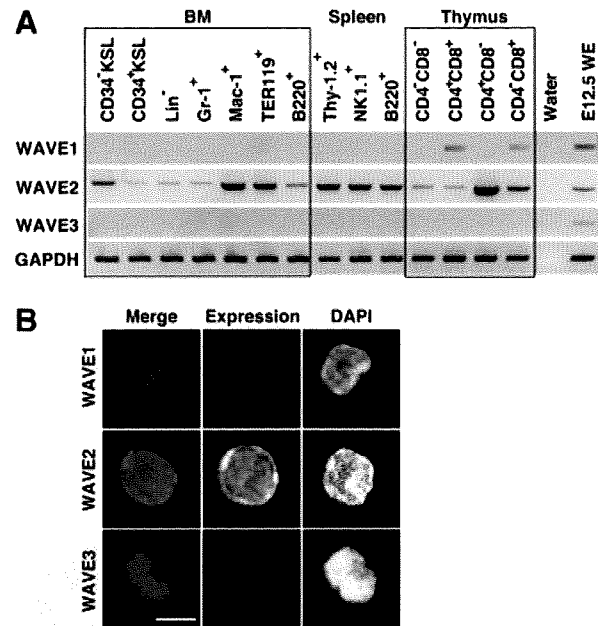 A
BM Spleen Thymus
CD34-KSL
CD34+KSL
Lin-
Gr-1+
Mac-1+
TER119+
B220+
Thy-1.2+
NK1.1+
B220+
CD4-CD8-
CD4+CD8+
CD4+CD8-
CD4-CD8+
Water
E12.5 WE
WAVE1
WAVE2
WAVE3
GAPDH
B
Merge Expression DAPI
WAVE1
WAVE2
WAVE3